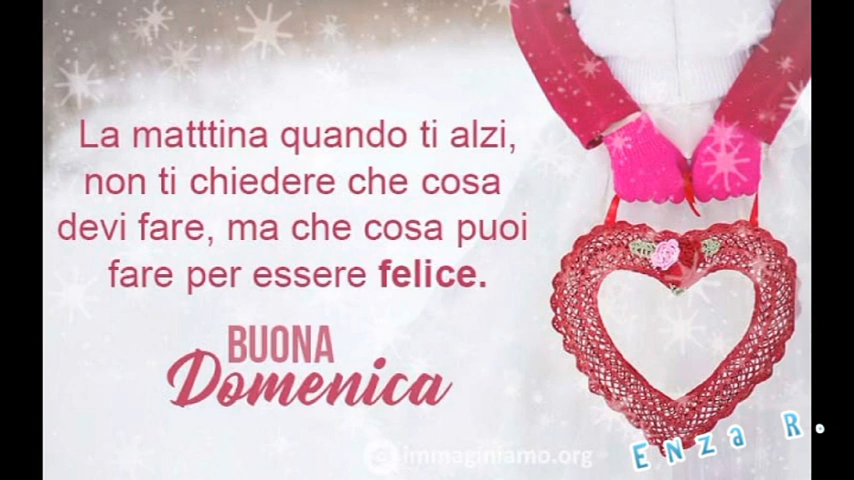 La matttina quando ti alzi,
non ti chiedere che cosa
devi fare, ma che cosa puoi
fare per essere felice.
BUONA
Domenica
immaginiamo.org
Enza R.